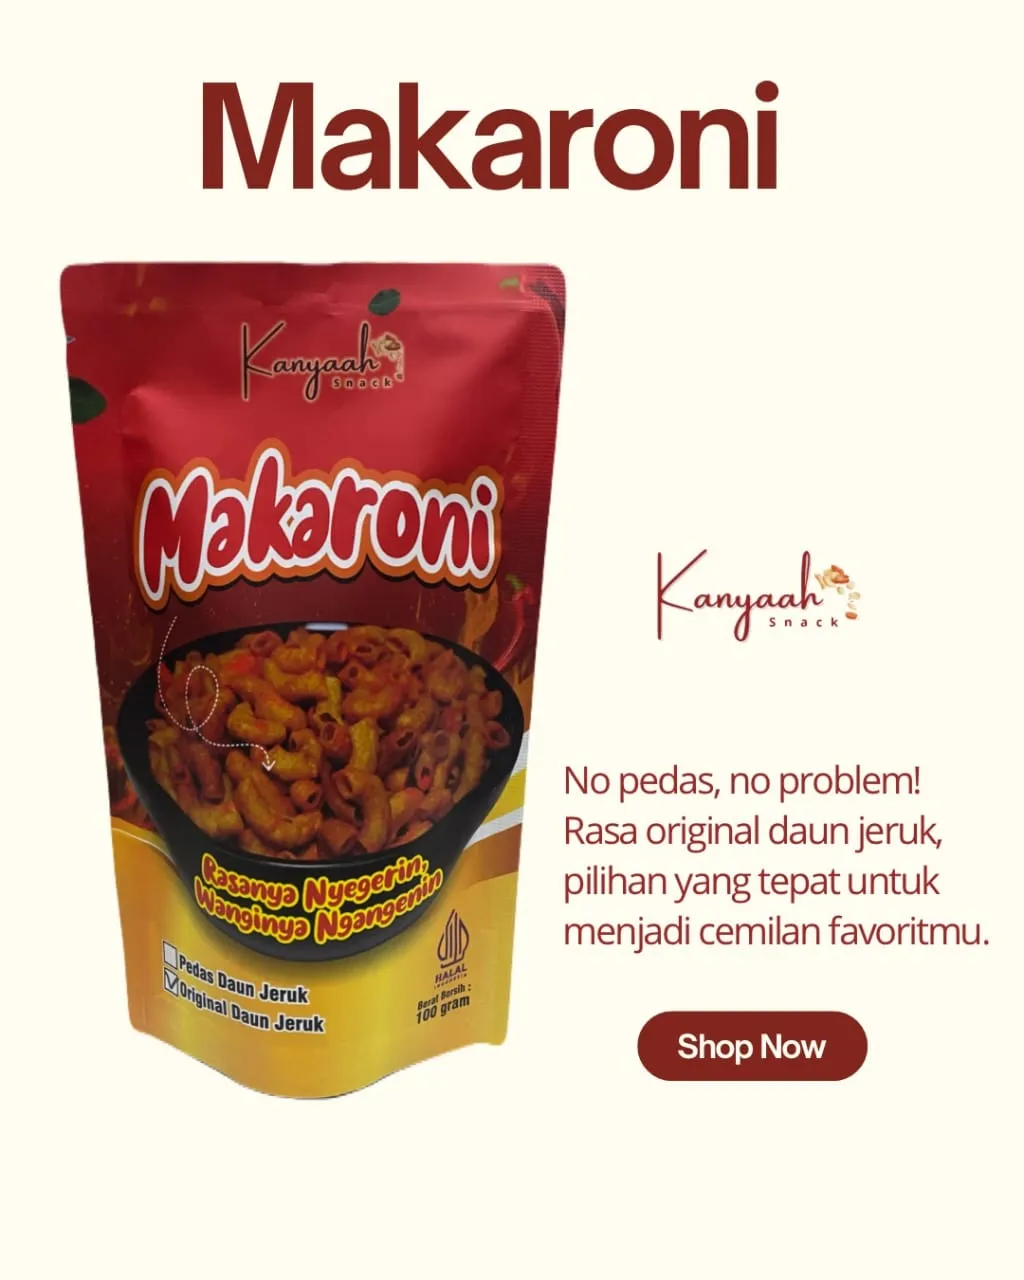 Makaroni
Kanyaah
Snack
Makaroni
Rasanya Nyegerin,
Wanginya Ngangenin
Pedas Daun Jeruk
Original Daun Jeruk
HALAL
INDONESIA
Berat Bersih :
100 gram
Kanyaah
Snack
No pedas, no problem!
Rasa original daun jeruk,
pilihan yang tepat untuk
menjadi cemilan favoritmu.
Shop Now